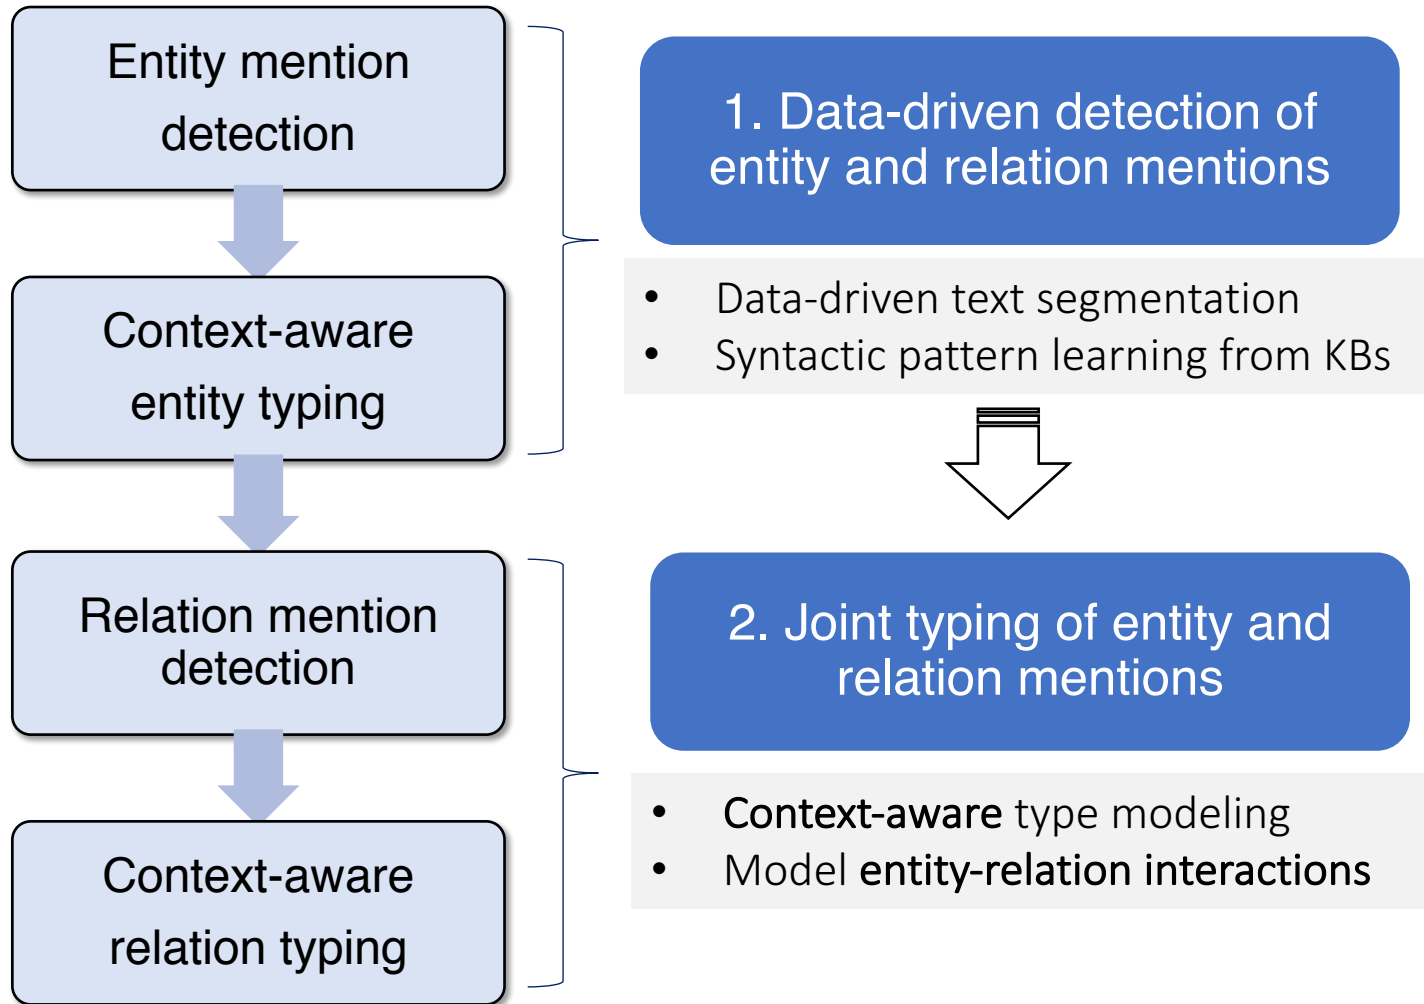 Entity mention
detection
Context-aware
entity typing
Relation mention
detection
Context-aware
relation typing
1. Data-driven detection of
entity and relation mentions
• Data-driven text segmentation
• Syntactic pattern learning from KBs
2. Joint typing of entity and
relation mentions
• Context-aware type modeling
• Model entity-relation interactions